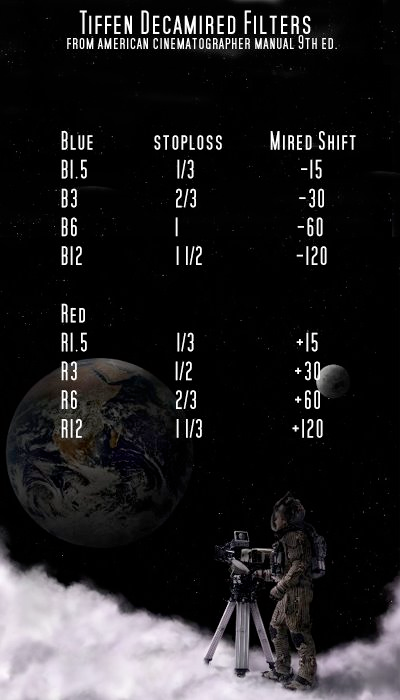 Tiffen Decamired Filters
from American Cinematographer Manual 9th Ed.
Blue stoploss Mired Shift
B1.5 1/3 -15
B3 2/3 -30
B6 1 -60
B12 1 1/2 -120
Red
R1.5 1/3 +15
R3 1/2 +30
R6 2/3 +60
R12 1 1/3 +120